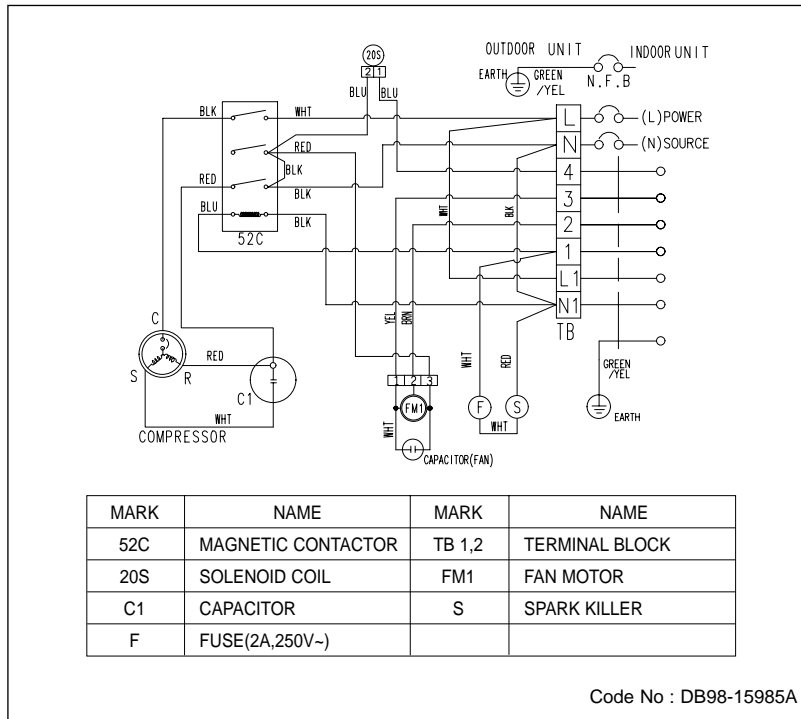 20S
2 1
BLU BLU
OUTDOOR UNIT INDOOR UNIT
EARTH GREEN /YEL N.F.B
BLK WHT L (L)POWER
RED N (N)SOURCE
BLK 4
RED BLK 3
BLU BLK 2
52C WHT BLK 1
L1
N1
TB
YEL BRN
C
S R RED
C1
WHT
COMPRESSOR
1 2 3
FM1
WHT
CAPACITOR(FAN)
WHT RED
F S
WHT
GREEN /YEL
EARTH
MARK NAME MARK NAME
52C MAGNETIC CONTACTOR TB 1,2 TERMINAL BLOCK
20S SOLENOID COIL FM1 FAN MOTOR
C1 CAPACITOR S SPARK KILLER
F FUSE(2A,250V~)
Code No : DB98-15985A